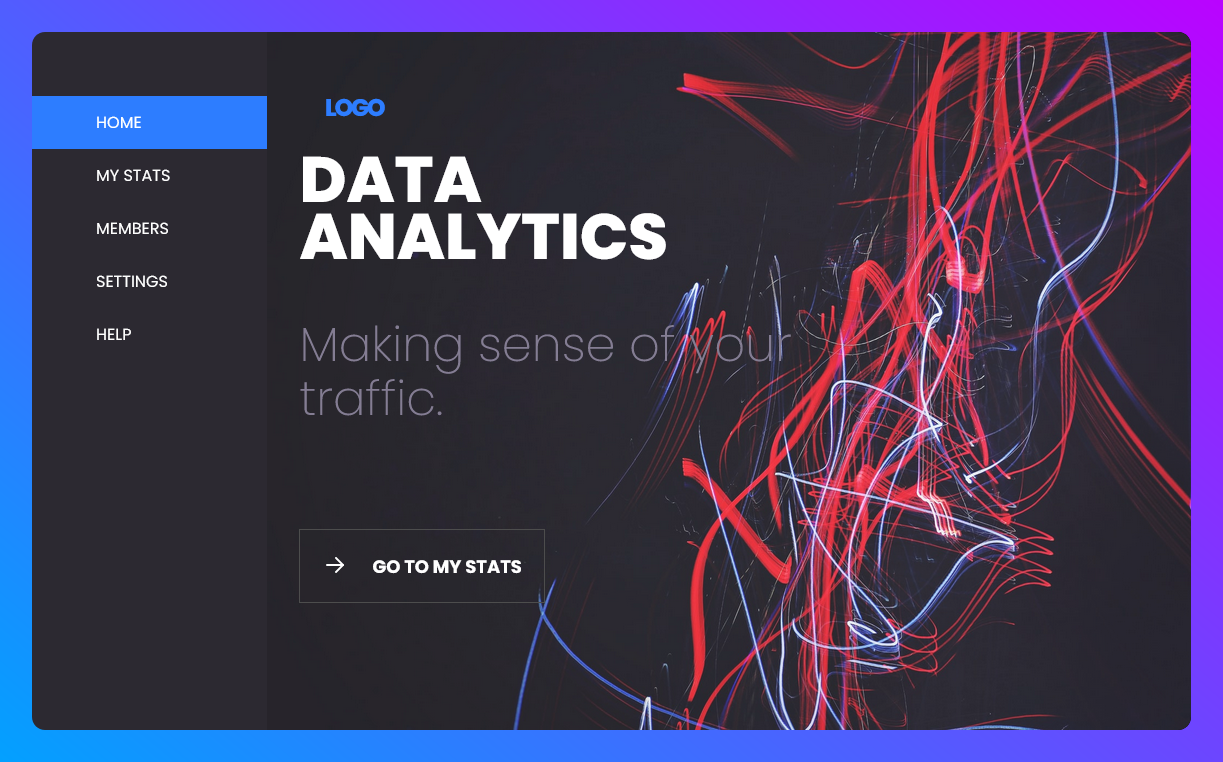 HOME
MY STATS
MEMBERS
SETTINGS
HELP
LOGO
DATA
ANALYTICS
Making sense of your
traffic.
GO TO MY STATS